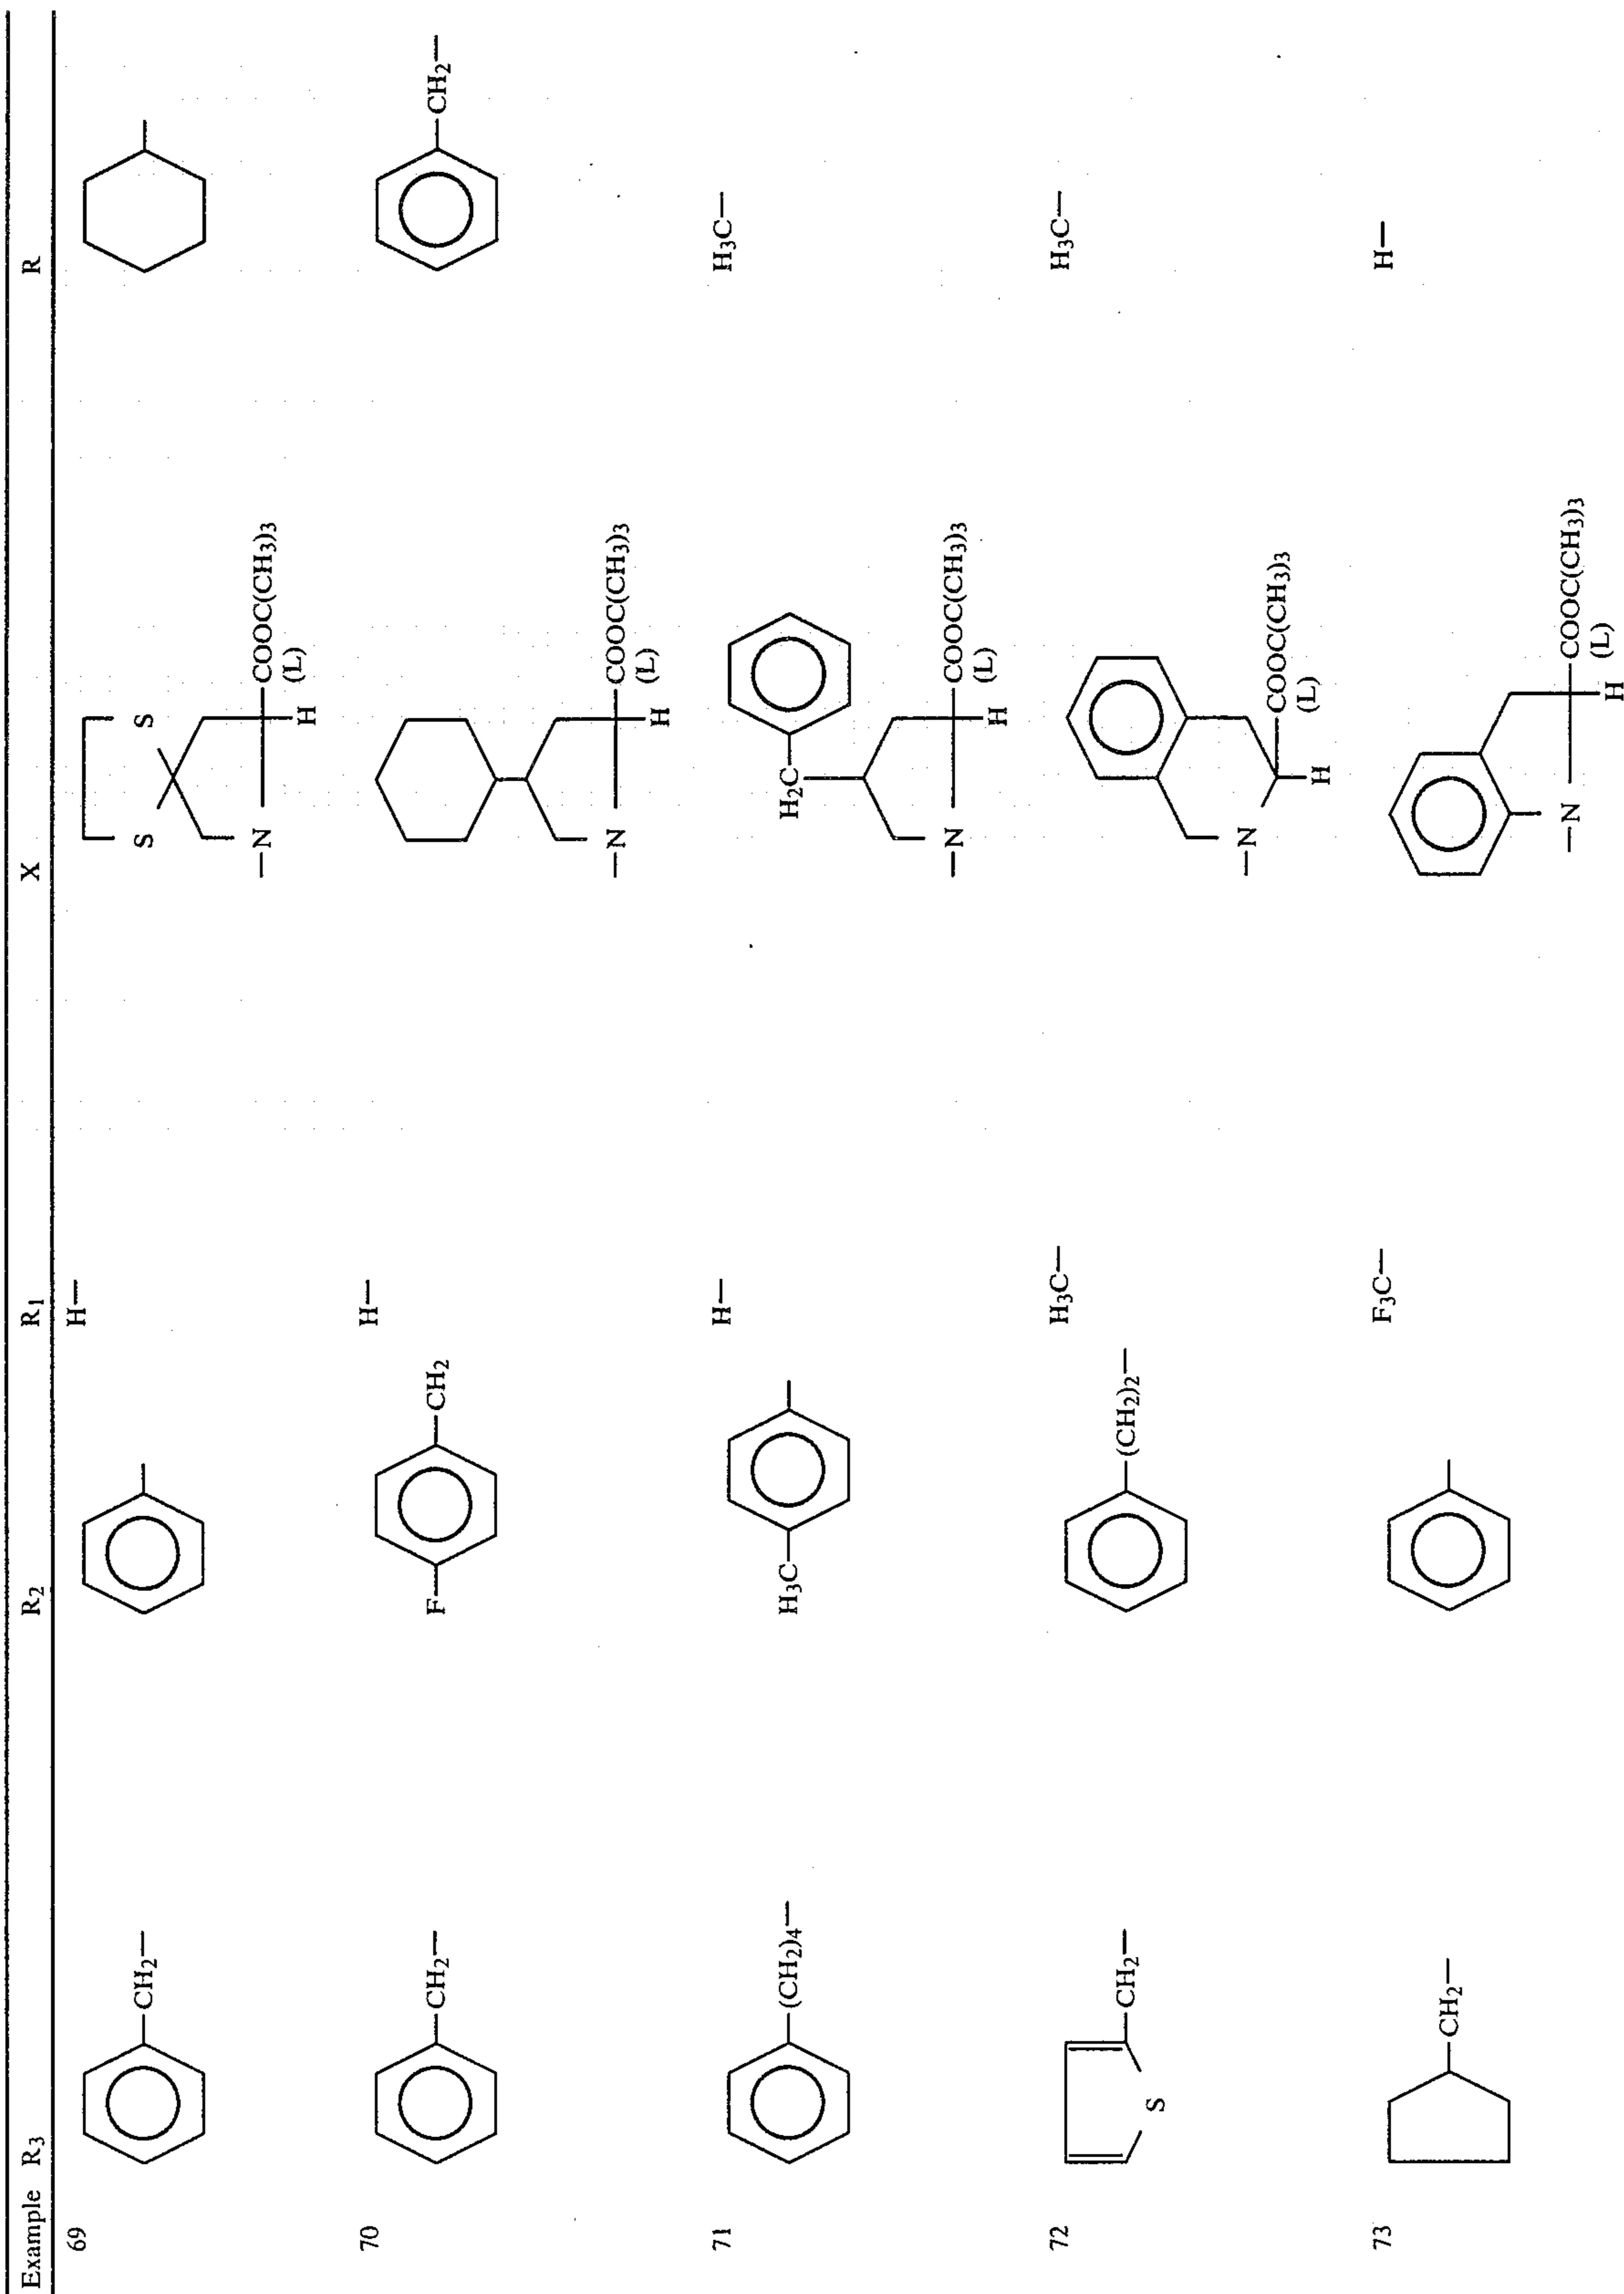 Example R3 R2 R1 X R
69 CH2— H— S S
—N COOC(CH3)3
(L)
H
70 CH2— F— CH2 H— CH2—
—N COOC(CH3)3
(L)
H
71 (CH2)4— H3C— H— H2C H3C—
—N COOC(CH3)3
(L)
H
72 S CH2— (CH2)2— H3C— H3C—
—N COOC(CH3)3
(L)
H
73 CH2— F3C— H—
—N COOC(CH3)3
(L)
H